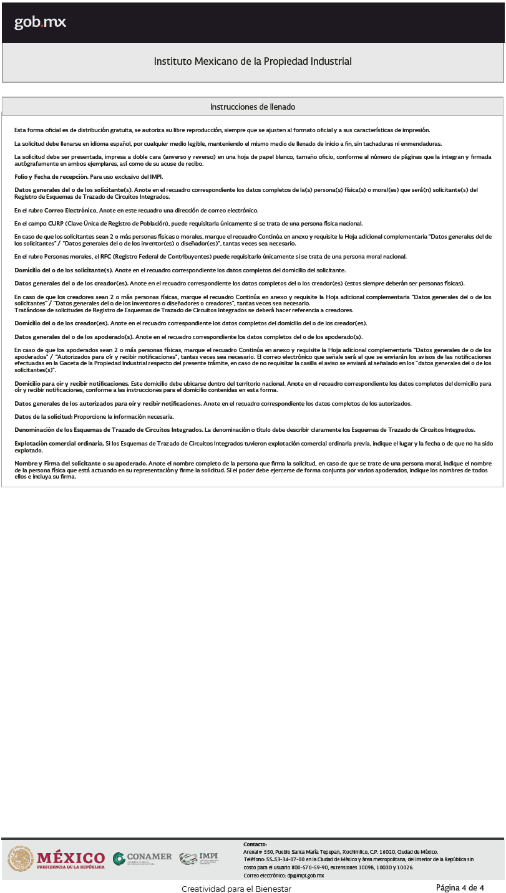 gob.mx
Instituto Mexicano de la Propiedad Industrial
Instrucciones de llenado
Esta forma oficial es de distribución gratuita, se autoriza su libre reproducción, siempre que se ajusten al formato oficial y a sus características de impresión.
La solicitud debe llenarse en idioma español, por cualquier medio legible, manteniendo el mismo medio de llenado de inicio a fin, sin tachaduras ni enmendaduras.
La solicitud debe ser presentada, impresa a doble cara (anverso y reverso) en una hoja de papel blanco, tamaño oficio, conforme el número de páginas que la integran y firmada
autógrafamente en ambos ejemplares, así como de su acuse de recibo.
Folio y Fecha de recepción. Para uso exclusivo del IMPI.
Datos generales del o de los solicitante(s). Anote en el recuadro correspondiente los datos completos de la(s) persona(s) física(s) o moral(es) que será(n) solicitante(s) del
Registro de Esquemas de Trazado de Circuitos Integrados.
En el rubro Correo Electrónico. Anote en este recuadro una dirección de correo electrónico.
En el campo CURP (Clave Única de Registro de Población), puede requisitarla únicamente si se trata de una persona física nacional.
En caso de que los solicitantes sean 2 o más personas físicas o morales, marque el recuadro Continúa en anexo y requisite la Hoja adicional complementaria "Datos generales del o de
los solicitantes" / "Datos generales del o de los inventor(es) o diseñador(es)", tantas veces sea necesario.
En el rubro Personas morales, el RFC (Registro Federal de Contribuyentes) puede requisitarlo únicamente si se trata de una persona moral nacional.
Domicilio del o de los solicitante(s). Anote en el recuadro correspondiente los datos completos del domicilio del solicitante.
Datos generales del o de los creador(es). Anote en el recuadro correspondiente los datos completos del o los creador(es) (estos siempre deberán ser personas físicas).
En caso de que los creadores sean 2 o más personas físicas, marque el recuadro Continúa en anexo y requisite la Hoja adicional complementaria "Datos generales del o de los
solicitantes" / "Datos generales del o de los inventores o diseñadores o creadores", tantas veces sea necesario.
Tratándose de solicitudes de Registro de Esquemas de Trazado de Circuitos Integrados se deberá hacer referencia a creadores.
Domicilio del o de los creador(es). Anote en el recuadro correspondiente los datos completos del domicilio del o de los creador(es).
Datos generales del o de los apoderado(s). Anote en el recuadro correspondiente los datos completos del o de los apoderado(s).
En caso de que los apoderados sean 2 o más personas físicas, marque el recuadro Continúa en anexo y requisite la Hoja adicional complementaria "Datos generales del o de los
apoderados" / "Autorizados para oír y recibir notificaciones", tantas veces sea necesario. El correo electrónico que señale será al que se enviarán los avisos de las notificaciones
efectuadas en la Gaceta de la Propiedad Industrial respecto del presente trámite, en caso de no requisitar la casilla el aviso se enviará al señalado en los "datos generales del o de los
solicitantes(s)".
Domicilio para oír y recibir notificaciones. Este domicilio debe ubicarse dentro del territorio nacional. Anote en el recuadro correspondiente los datos completos del domicilio para
oír y recibir notificaciones, conforme a las instrucciones para el domicilio contenidas en esta forma.
Datos generales de los autorizados para oír y recibir notificaciones. Anote en el recuadro correspondiente los datos completos de los autorizados.
Datos de la solicitud: Proporcione la información necesaria.
Denominación de los Esquemas de Trazado de Circuitos Integrados. La denominación o título debe describir claramente los Esquemas de Trazado de Circuitos Integrados.
Explotación comercial ordinaria. Si los Esquemas de Trazado de Circuitos Integrados tuvieron explotación comercial ordinaria previa, indique el lugar y la fecha o de que no ha sido
explotado.
Nombre y Firma del solicitante o su apoderado. Anote el nombre completo de la persona que firma la solicitud, en caso de que se trate de una persona moral, indique el nombre
de la persona física que está actuando en su representación y firme la solicitud. Si el poder debe ejercerse de forma conjunta por varios apoderados, indique los nombres de todos
ellos e incluya su firma.
MÉXICO
PRESIDENCIA DE LA REPÚBLICA
CONAMER
IMPI
Contacto:
Arenal # 550, Pueblo Santa María Tepepan, Xochimilco, C.P. 16020, Ciudad de México.
Teléfono: 55-53-34-07-00 en la Ciudad de México y área metropolitana, del interior de la República sin
costo para el usuario 800-570-59-90, extensiones 10096, 10000 y 10026
Correo electrónico: dp@impi.gob.mx
Creatividad para el Bienestar
Página 4 de 4